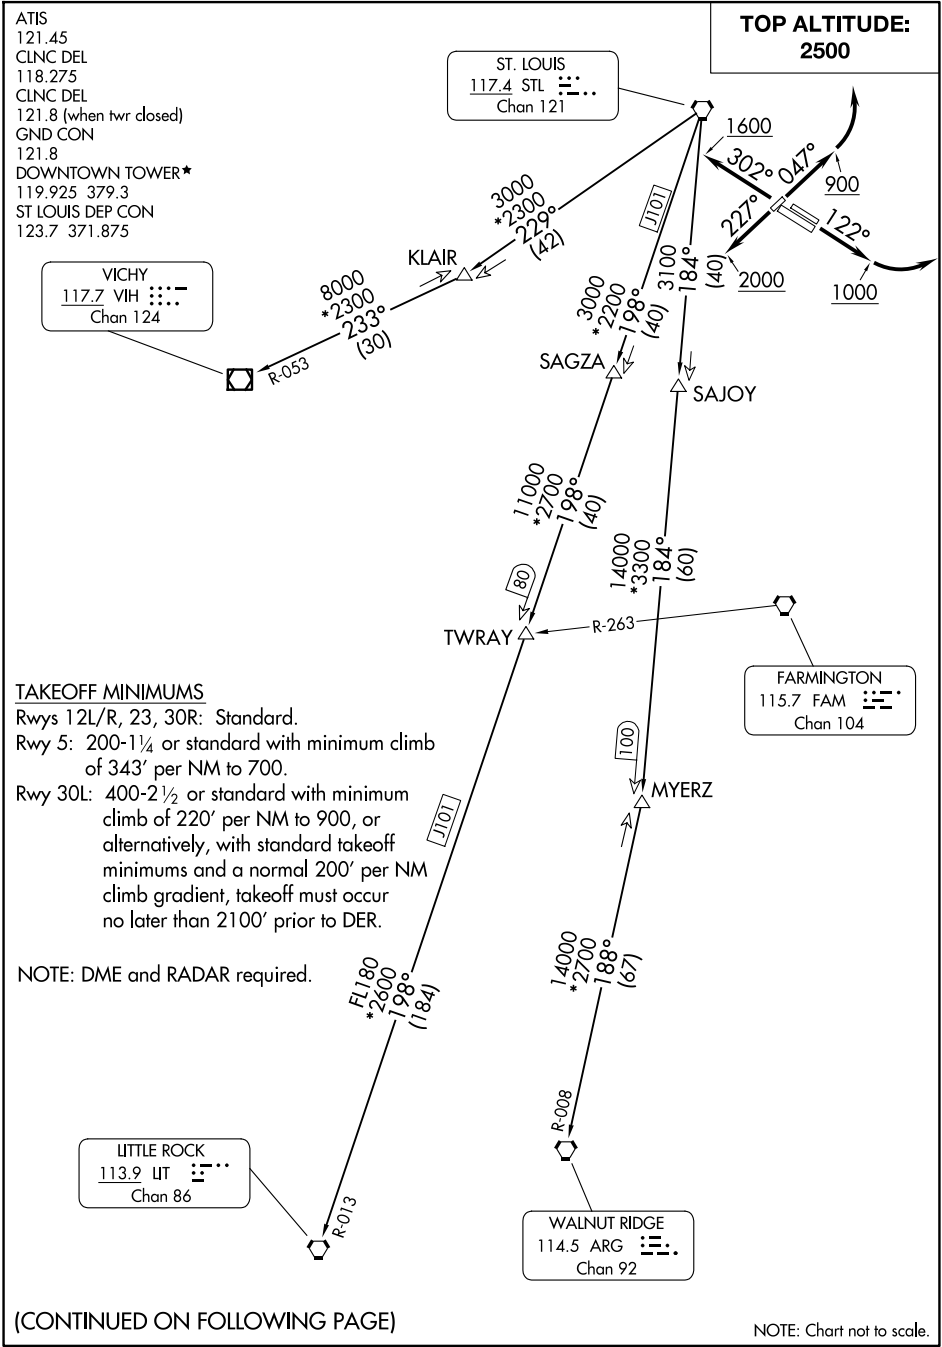 ATIS
121.45
CLNC DEL
118.275
CLNC DEL
121.8 (when twr closed)
GND CON
121.8
DOWNTOWN TOWER★
119.925 379.3
ST LOUIS DEP CON
123.7 371.875
TOP ALTITUDE:
2500
ST. LOUIS
117.4 STL
Chan 121
1600
302°
047°
900
227°
122°
2000
1000
3000
*2300
229°
(42)
J101
3100
184°
(40)
KLAIR
VICHY
117.7 VIH
Chan 124
8000
*2300
233°
(30)
R-053
3000
*2200
198°
(40)
SAGZA
SAJOY
11000
*2700
198°
(40)
14000
*3300
184°
(60)
80
TWRAY
R-263
FARMINGTON
115.7 FAM
Chan 104
TAKEOFF MINIMUMS
Rwys 12L/R, 23, 30R: Standard.
Rwy 5: 200-1¼ or standard with minimum climb
of 343' per NM to 700.
Rwy 30L: 400-2½ or standard with minimum
climb of 220' per NM to 900, or
alternatively, with standard takeoff
minimums and a normal 200' per NM
climb gradient, takeoff must occur
no later than 2100' prior to DER.
100
MYERZ
J101
NOTE: DME and RADAR required.
FL180
*2600
198°
(184)
14000
*2700
188°
(67)
R-008
LITTLE ROCK
113.9 LIT
Chan 86
R-013
WALNUT RIDGE
114.5 ARG
Chan 92
(CONTINUED ON FOLLOWING PAGE)
NOTE: Chart not to scale.